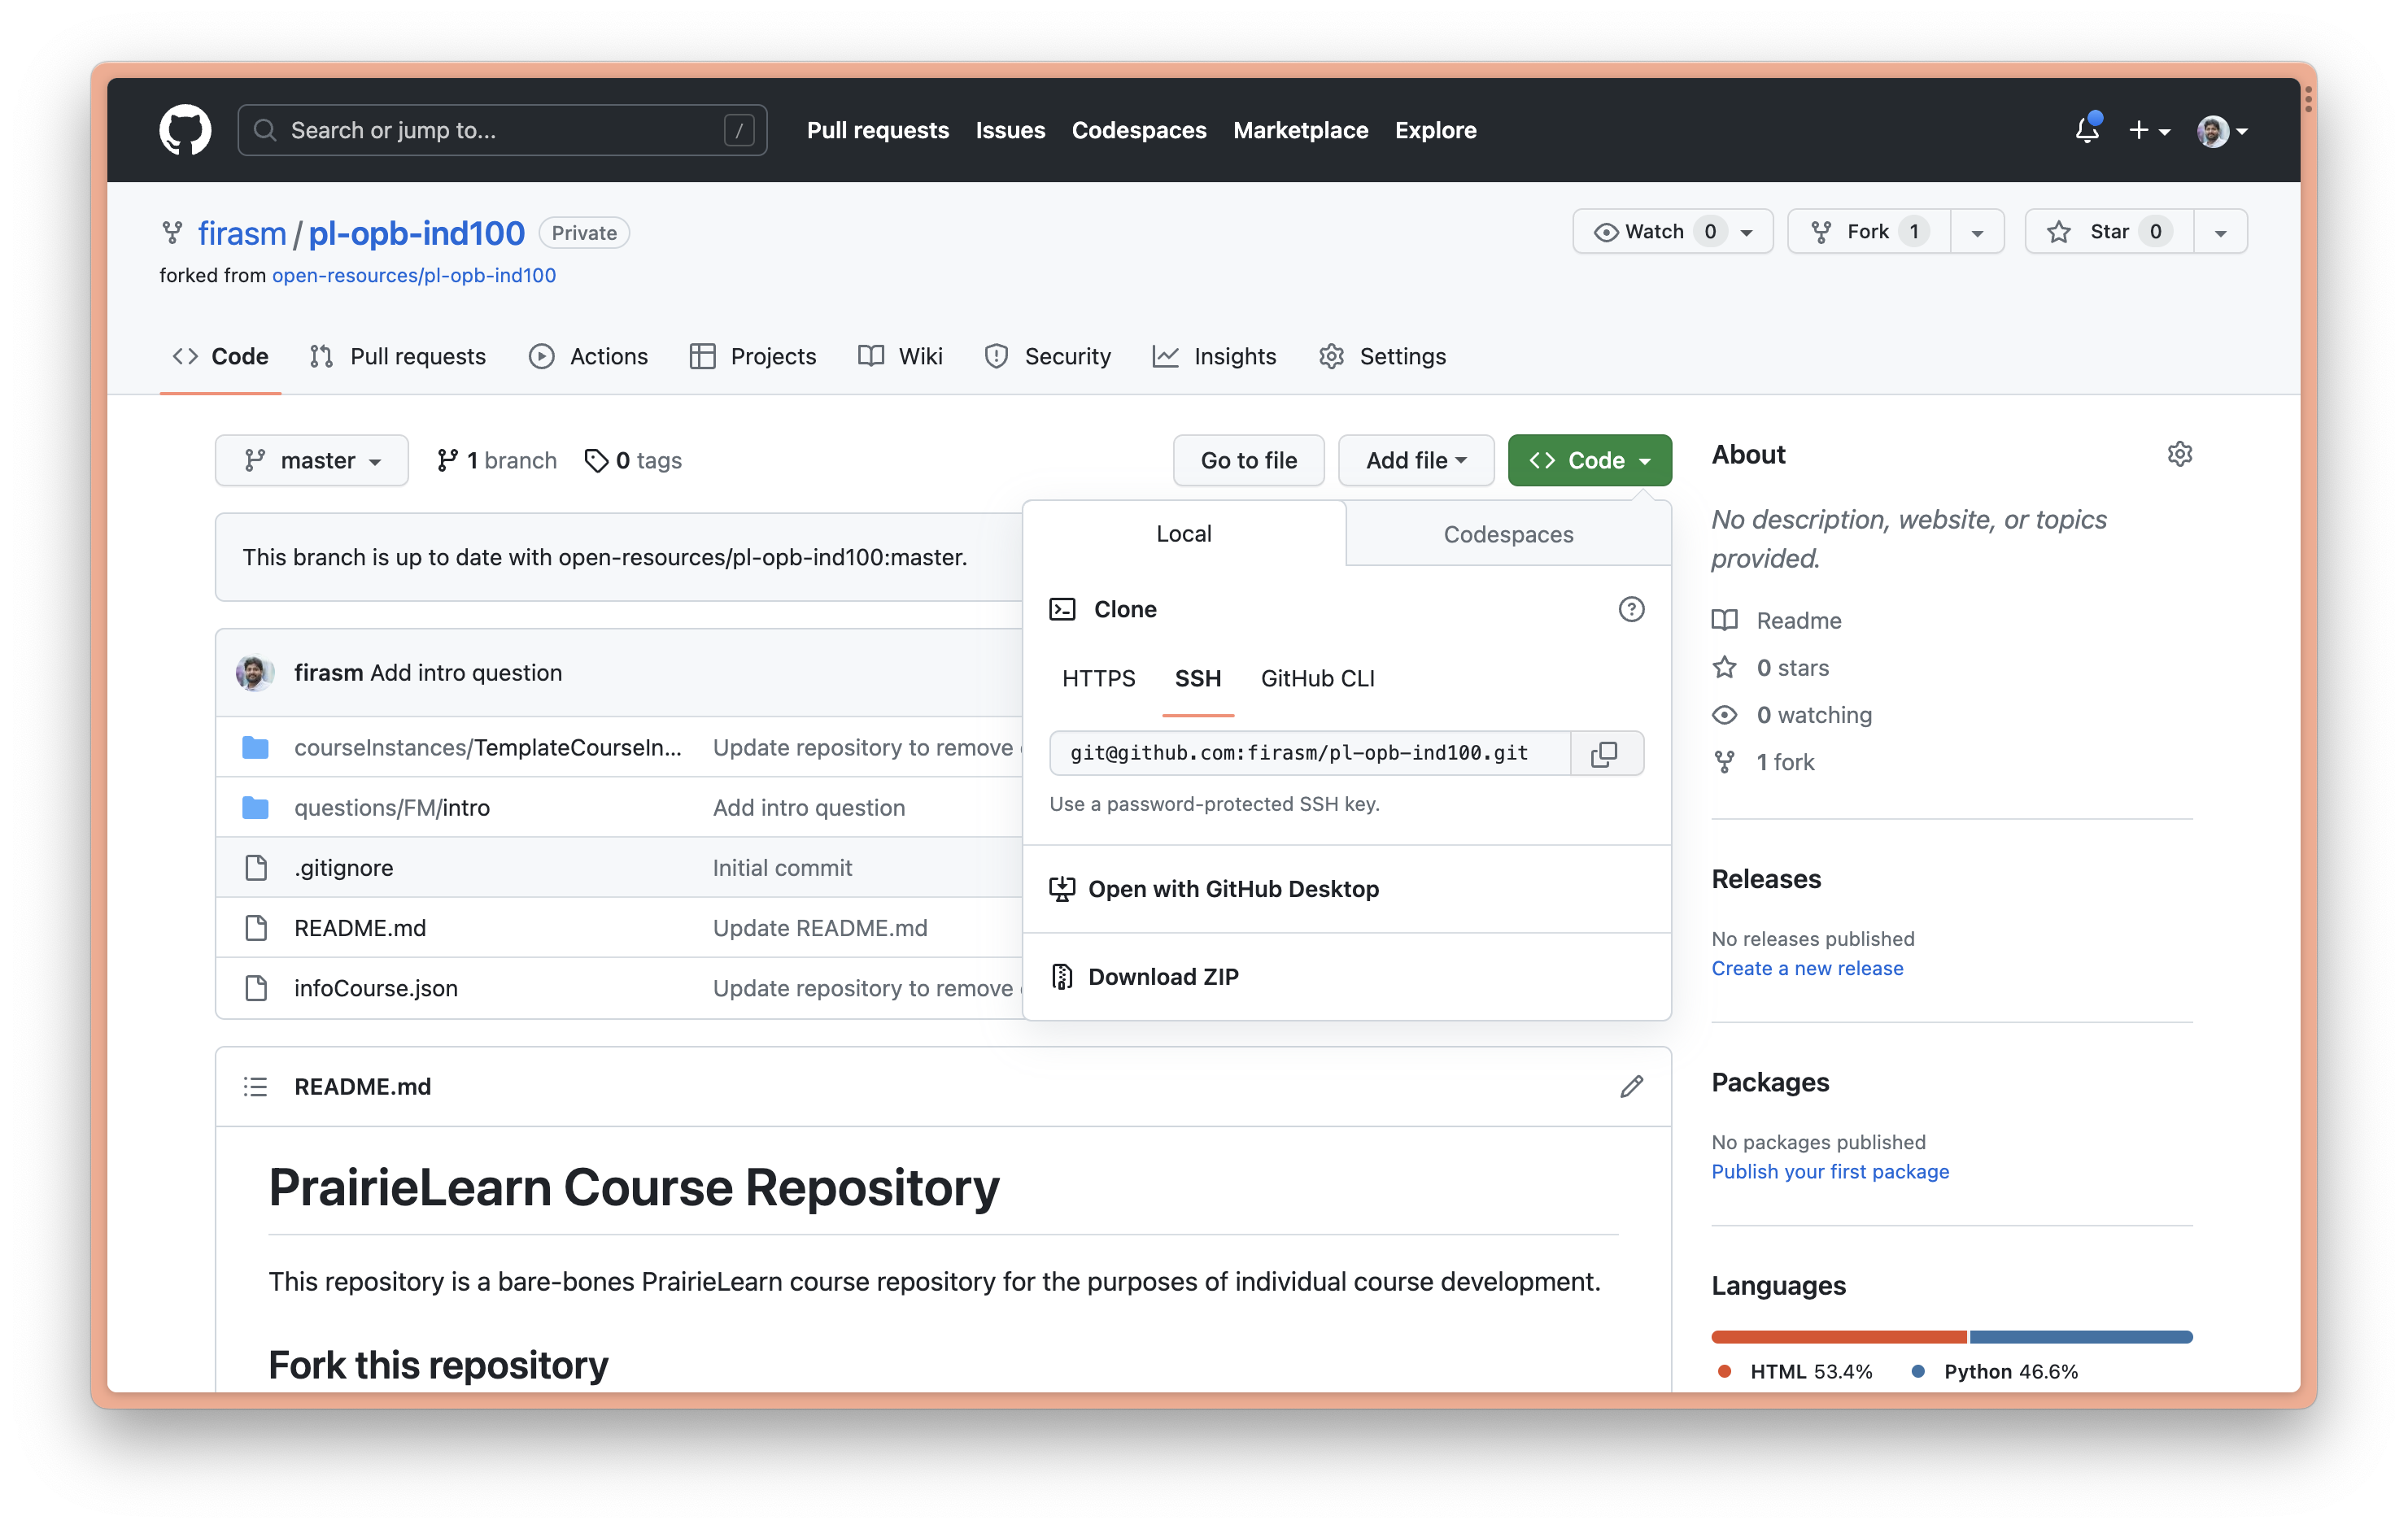 Search or jump to... /
Pull requests Issues Codespaces Marketplace Explore
firasm / pl-opb-ind100 Private
Watch 0 Fork 1 Star 0
forked from open-resources/pl-opb-ind100
Code Pull requests Actions Projects Wiki Security Insights Settings
master 1 branch 0 tags
Go to file Add file Code
This branch is up to date with open-resources/pl-opb-ind100:master.
firasm Add intro question
courseInstances/TemplateCourseIn... Update repository to remove
questions/FM/intro Add intro question
.gitignore Initial commit
README.md Update README.md
infoCourse.json Update repository to remove
Local Codespaces
Clone
HTTPS SSH GitHub CLI
git@github.com:firasm/pl-opb-ind100.git
Use a password-protected SSH key.
Open with GitHub Desktop
Download ZIP
README.md
PrairieLearn Course Repository
This repository is a bare-bones PrairieLearn course repository for the purposes of individual course development.
Fork this repository
About
No description, website, or topics
provided.
Readme
0 stars
0 watching
1 fork
Releases
No releases published
Create a new release
Packages
No packages published
Publish your first package
Languages
HTML 53.4% Python 46.6%